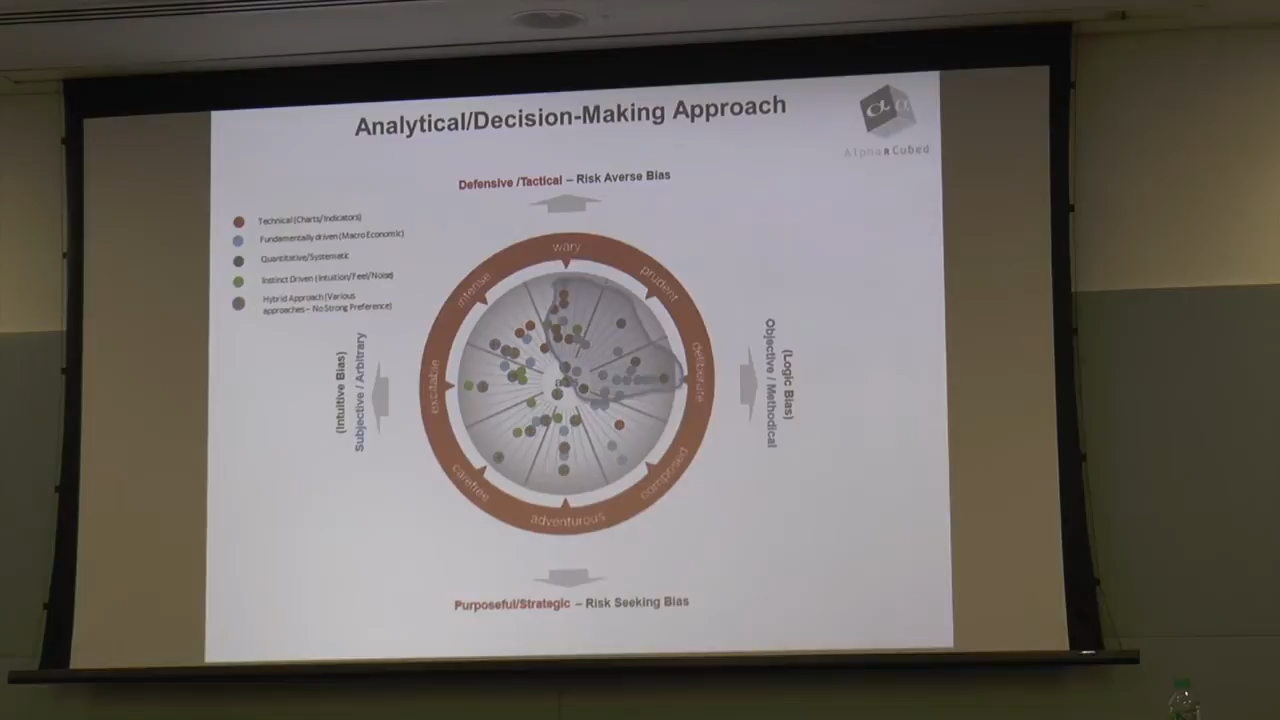 Analytical/Decision-Making Approach
Alpha R Cubed
Defensive /Tactical – Risk Averse Bias
Technical (Charts/Indicators)
Fundamentally driven (Macro Economic)
Quantitative/Systematic
Instinct Driven (Intuition/Feel/Noise)
Hybrid Approach (Various
approaches – No Strong Preference)
wary
prudent
deliberate
composed
adventurous
carefree
excitable
intense
(Intuitive Bias)
Subjective / Arbitrary
(Logic Bias)
Objective / Methodical
Purposeful/Strategic – Risk Seeking Bias